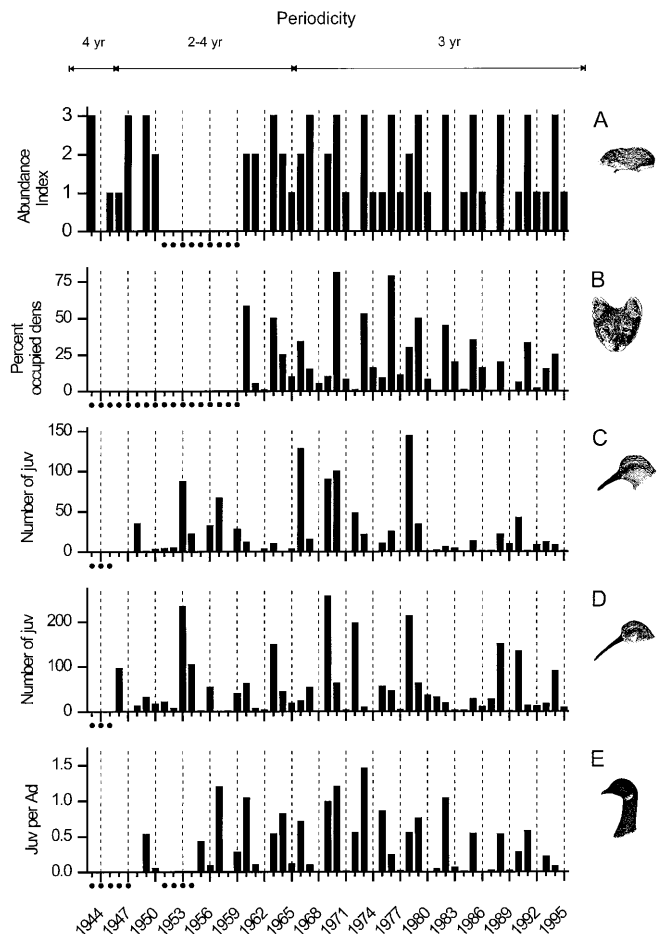 Periodicity
4 yr 2-4 yr 3 yr
A
Abundance
Index
3
2
1
0
B
Percent
occupied dens
75
50
25
0
C
Number of juv
150
100
50
0
D
Number of juv
200
100
0
E
Juv per Ad
1.5
1.0
0.5
0.0
1944 1947 1950 1953 1956 1959 1962 1965 1968 1971 1974 1977 1980 1983 1986 1989 1992 1995